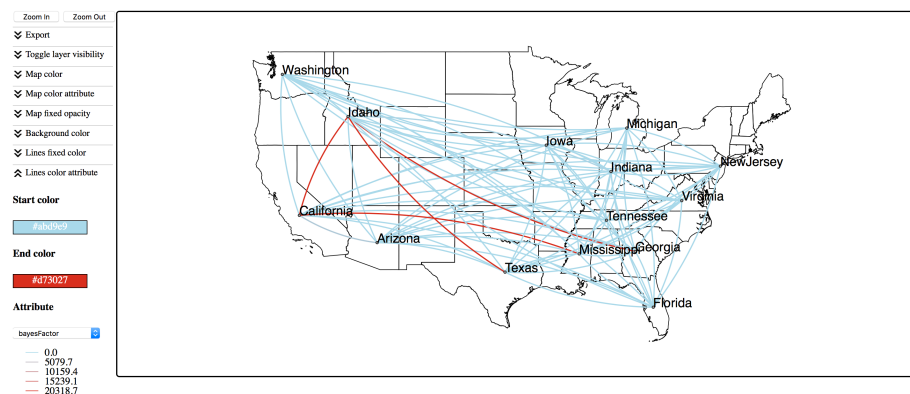 Zoom In Zoom Out
Export
Toggle layer visibility
Map color
Map color attribute
Map fixed opacity
Background color
Lines fixed color
Lines color attribute
Start color
#abd9e9
End color
#d73027
Attribute
bayesFactor
0.0
5079.7
10159.4
15239.1
20318.7
Washington
Idaho
Michigan
Iowa
Indiana
NewJersey
Virginia
California
Tennessee
Arizona
Mississippi
Georgia
Texas
Florida